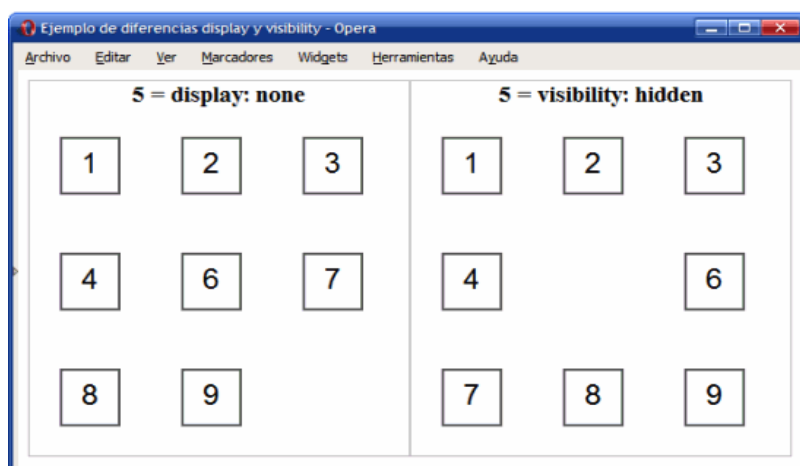 Ejemplo de diferencias display y visibility - Opera
Archivo Editar Ver Marcadores Widgets Herramientas Ayuda
5 = display: none
1 2 3
4 6 7
8 9
5 = visibility: hidden
1 2 3
4 6
7 8 9